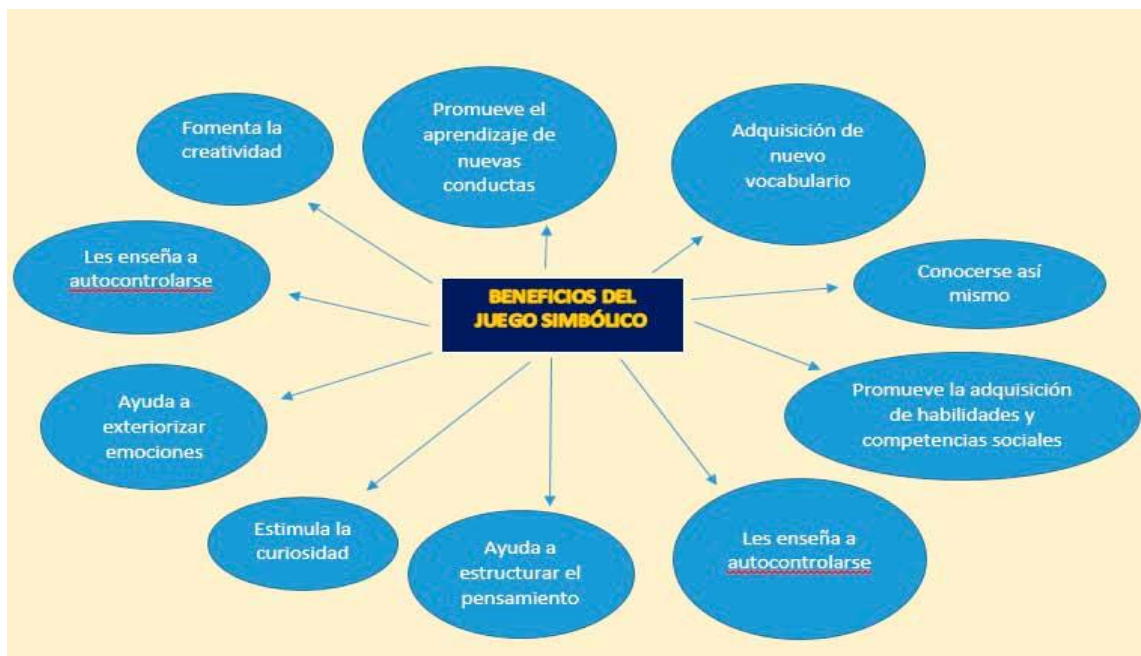 Fomenta la
creatividad
Promueve el
aprendizaje de
nuevas
conductas
Adquisición de
nuevo
vocabulario
Les enseña a
autocontrolarse
BENEFICIOS DEL
JUEGO SIMBÓLICO
Conocerse así
mismo
Ayuda a
exteriorizar
emociones
Promueve la adquisición
de habilidades y
competencias sociales
Estimula la
curiosidad
Ayuda a
estructurar el
pensamiento
Les enseña a
autocontrolarse